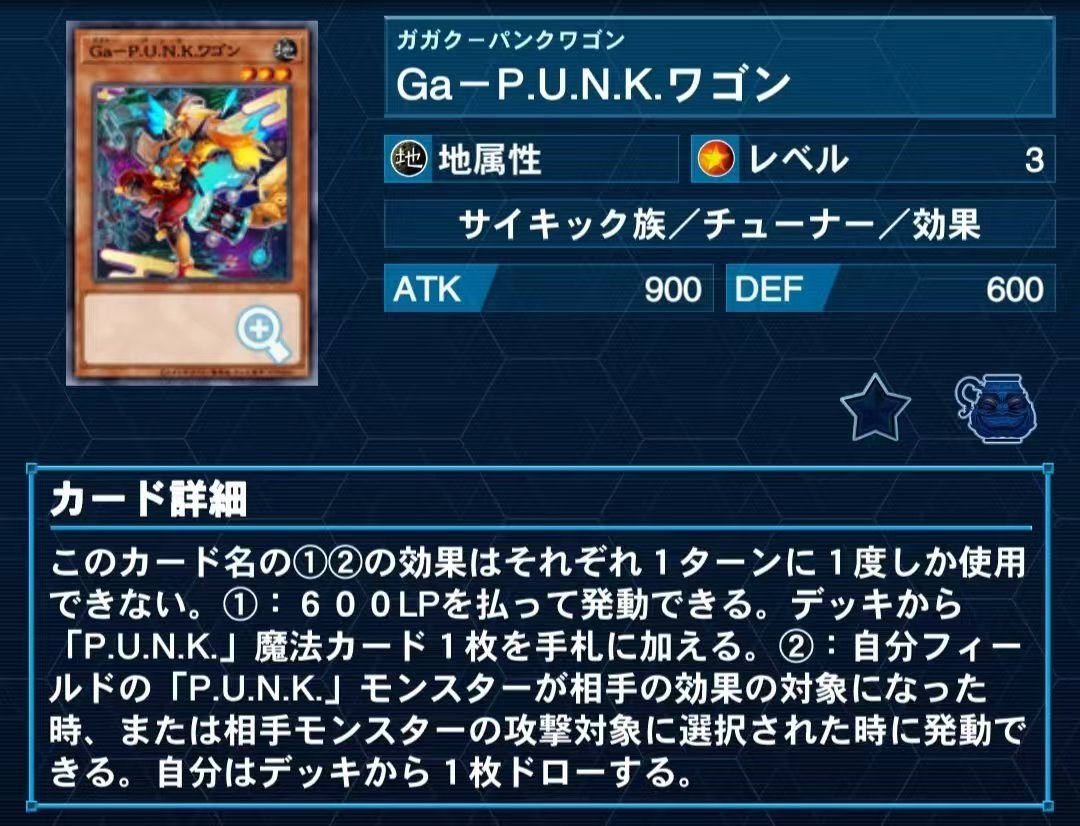 Ga－P.U.N.K.ワゴン
地
ガガク－パンクワゴン
Ga－P.U.N.K.ワゴン
地 地属性
レベル 3
サイキック族／チューナー／効果
ATK 900
DEF 600
カード詳細
このカード名の①②の効果はそれぞれ１ターンに１度しか使用
できない。①：６００LPを払って発動できる。デッキから
「P.U.N.K.」魔法カード１枚を手札に加える。②：自分フィー
ルドの「P.U.N.K.」モンスターが相手の効果の対象になった
時、または相手モンスターの攻撃対象に選択された時に発動で
きる。自分はデッキから１枚ドローする。